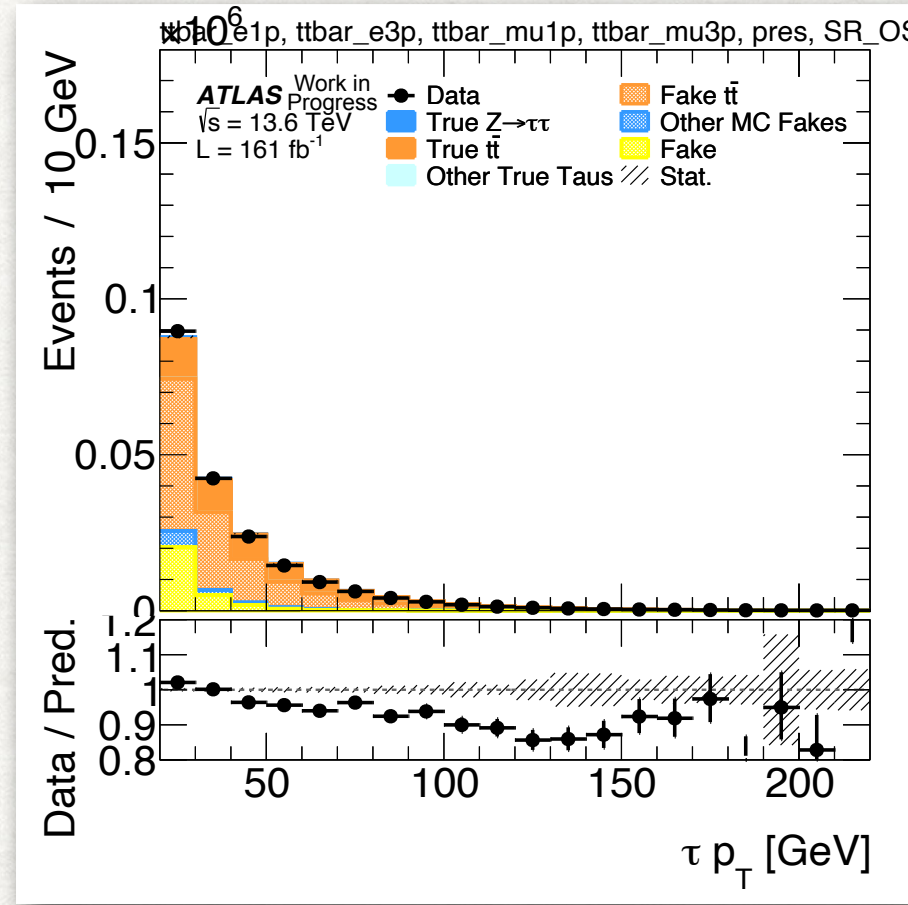 ×10^6
ttbar_e1p, ttbar_e3p, ttbar_mu1p, ttbar_mu3p, pres, SR_OS
ATLAS Work in Progress
√s = 13.6 TeV
L = 161 fb⁻¹
Data
True Z→ττ
True tt̄
Other True Taus
Fake tt̄
Other MC Fakes
Fake
Stat.
Events / 10 GeV
0.15
0.1
0.05
0
Data / Pred.
1.2
1.1
1
0.9
0.8
50 100 150 200
τ p_T [GeV]